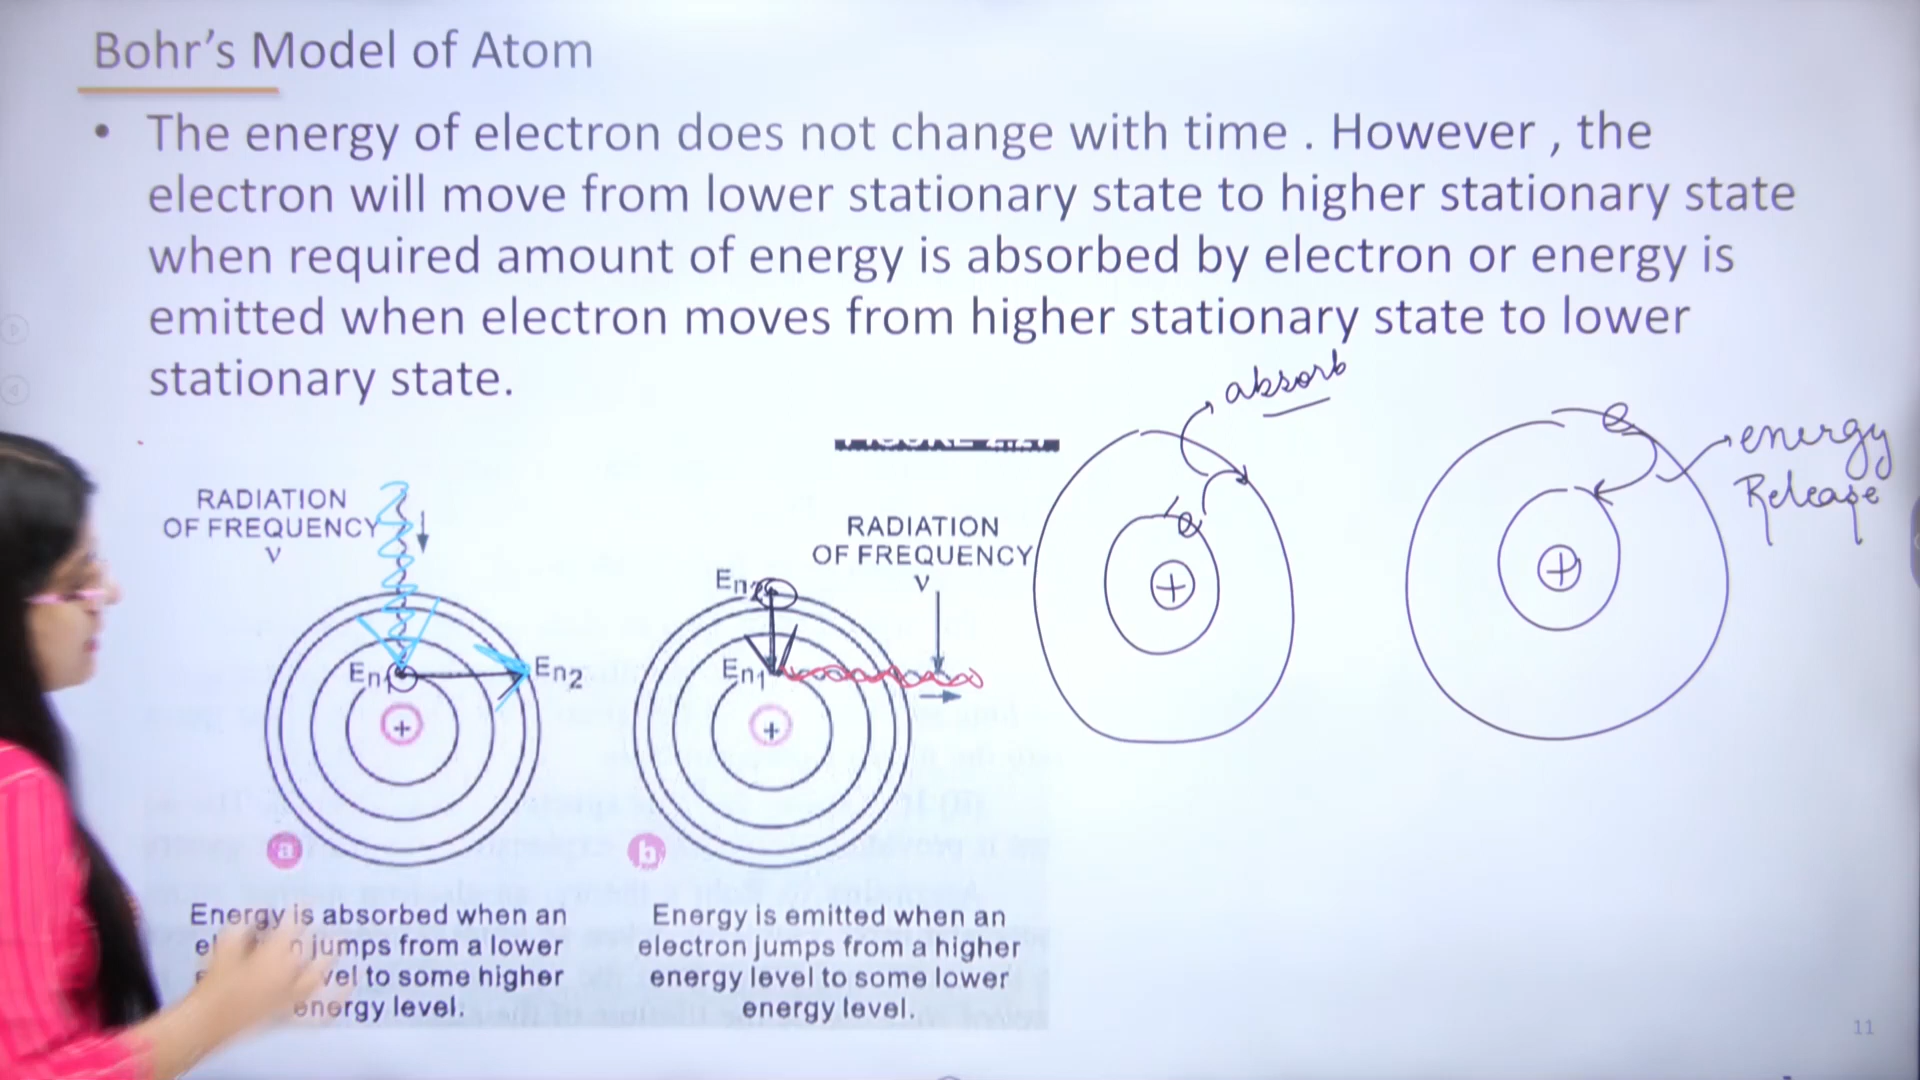 Bohr's Model of Atom
• The energy of electron does not change with time . However , the
electron will move from lower stationary state to higher stationary state
when required amount of energy is absorbed by electron or energy is
emitted when electron moves from higher stationary state to lower
stationary state.
absorb
energy
Release
RADIATION
OF FREQUENCY
ν
En1
En2
+
a
Energy is absorbed when an
jumps from a lower
to some higher
energy level.
RADIATION
OF FREQUENCY
ν
En2
En1
+
b
Energy is emitted when an
electron jumps from a higher
energy level to some lower
energy level.
+
+
11